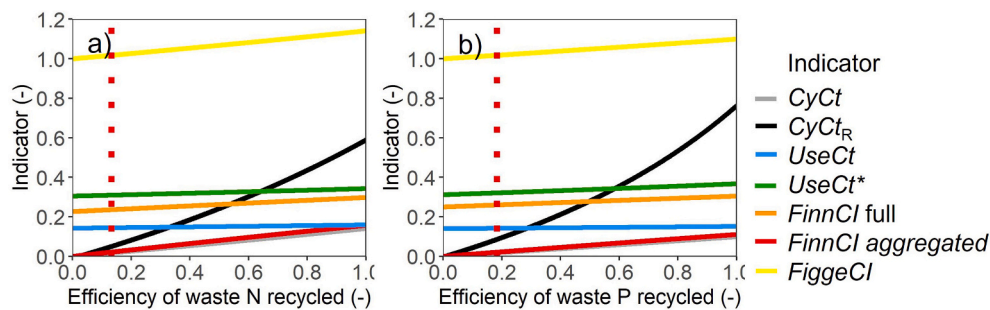 a)
Indicator (-)
1.2
1.0
0.8
0.6
0.4
0.2
0.0
0.0 0.2 0.4 0.6 0.8 1.0
Efficiency of waste N recycled (-)
b)
Indicator (-)
1.2
1.0
0.8
0.6
0.4
0.2
0.0
0.0 0.2 0.4 0.6 0.8 1.0
Efficiency of waste P recycled (-)
Indicator
CyCt
CyCtR
UseCt
UseCt*
FinnCI full
FinnCI aggregated
FiggeCI